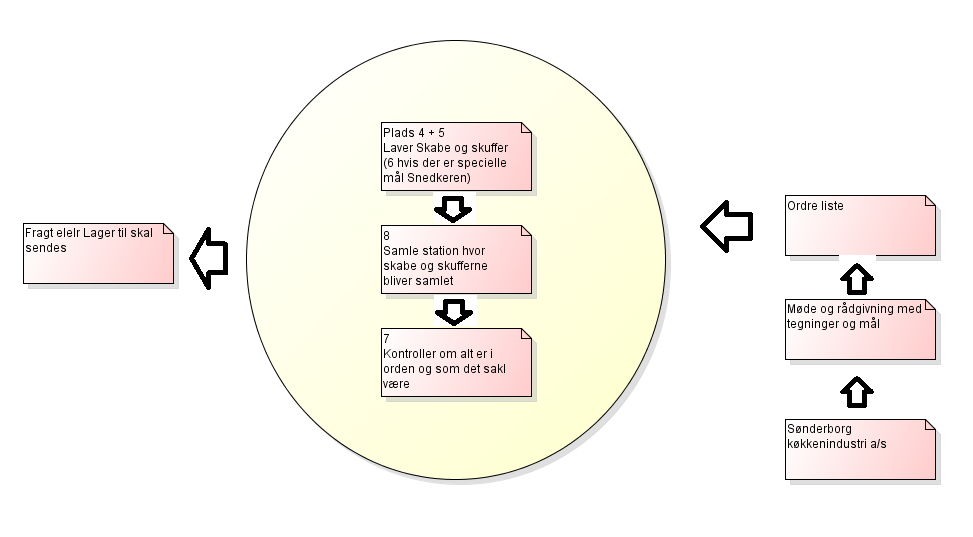 Plads 4 + 5
Laver Skabe og skuffer
(6 hvis der er specielle
mål Snedkeren)
8
Samle station hvor
skabe og skufferne
bliver samlet
7
Kontroller om alt er i
orden og som det sakl
være
Fragt elelr Lager til skal
sendes
Ordre liste
Møde og rådgivning med
tegninger og mål
Sønderborg
køkkenindustri a/s